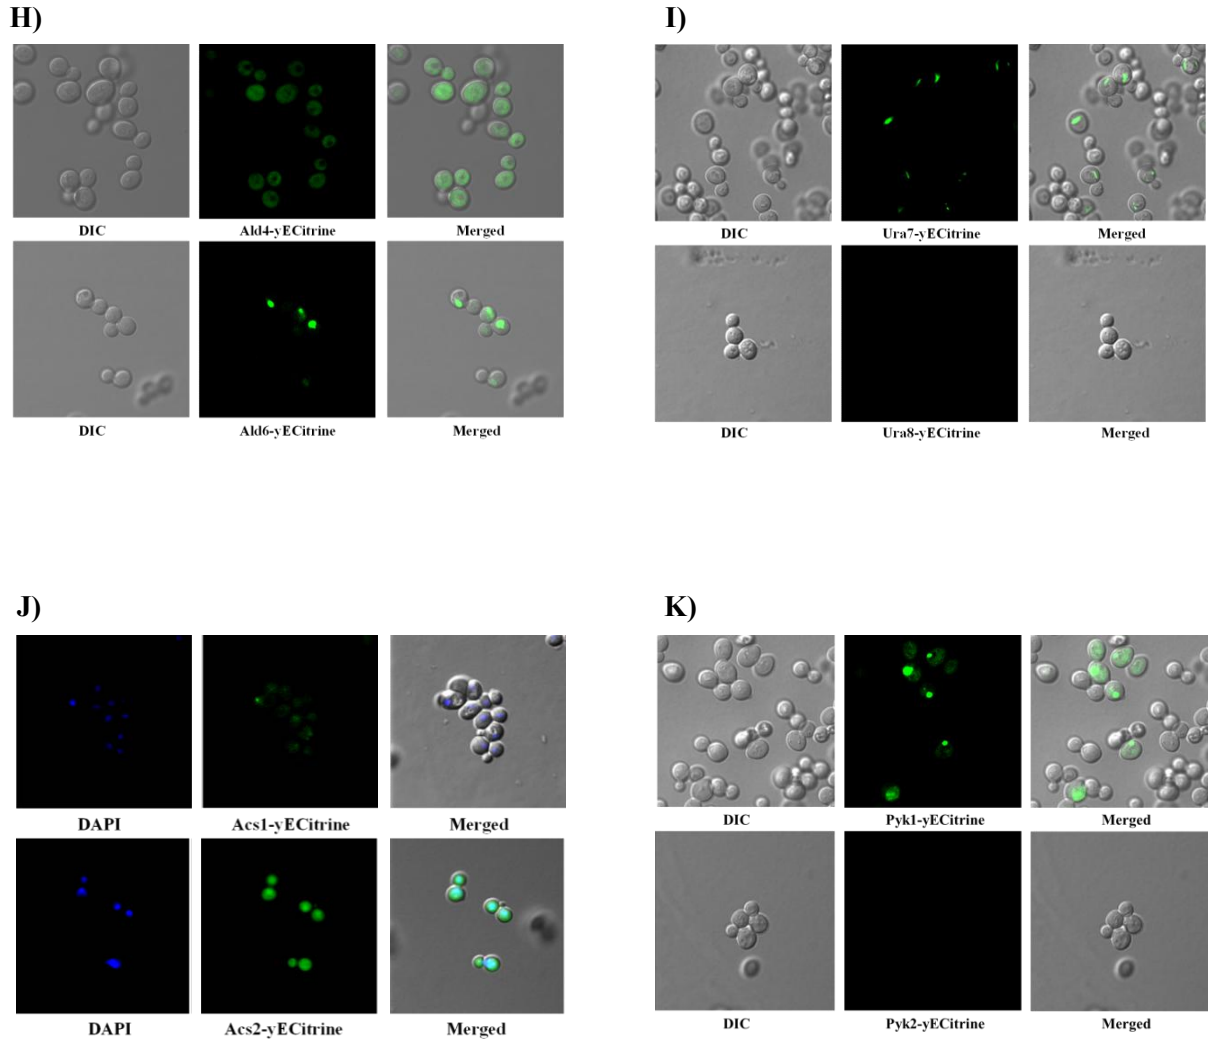 H)
DIC Ald4-yECitrine Merged
DIC Ald6-yECitrine Merged
I)
DIC Ura7-yECitrine Merged
DIC Ura8-yECitrine Merged
J)
DAPI Acs1-yECitrine Merged
DAPI Acs2-yECitrine Merged
K)
DIC Pyk1-yECitrine Merged
DIC Pyk2-yECitrine Merged